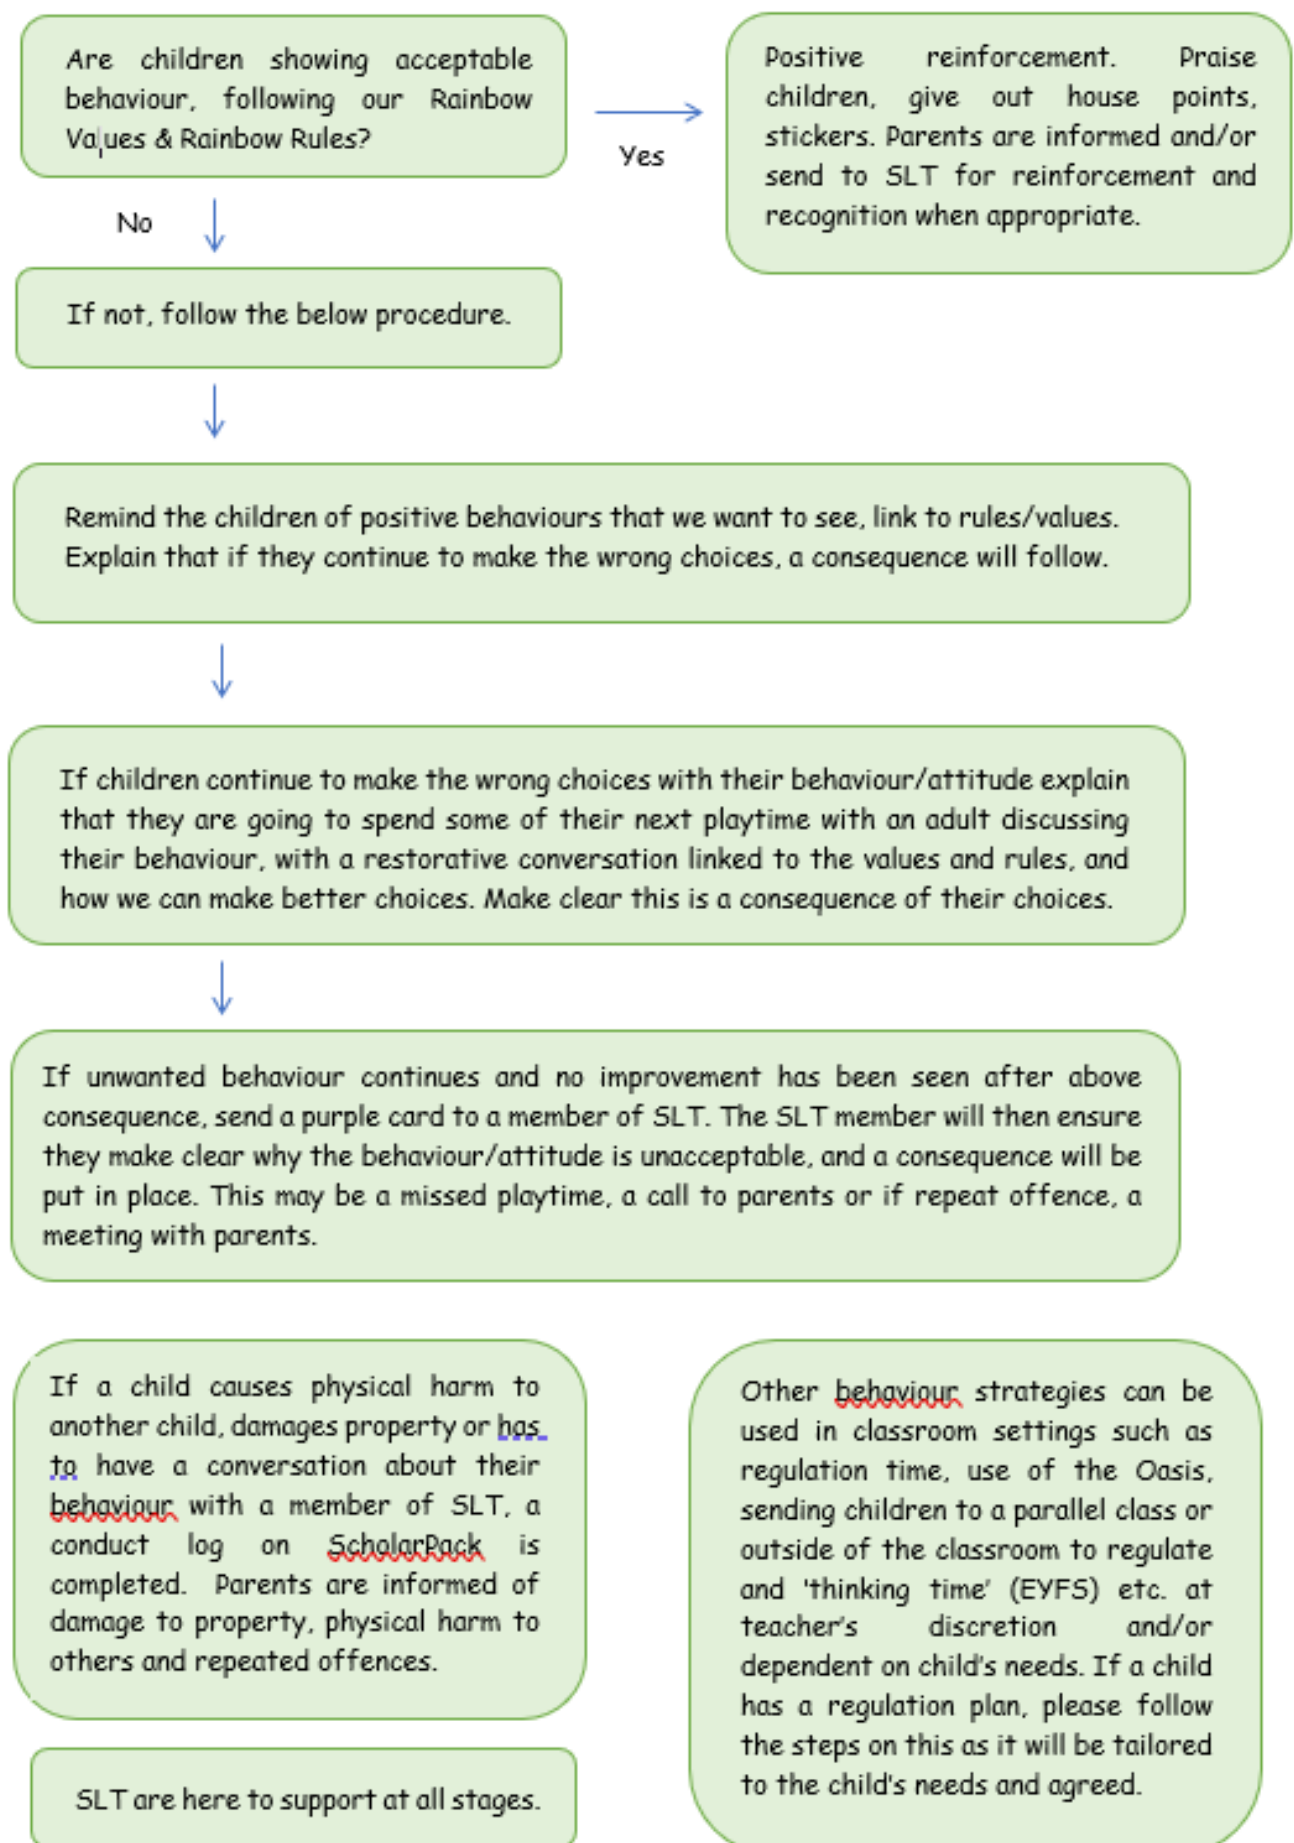 Are children showing acceptable
behaviour, following our Rainbow
Values & Rainbow Rules?
Positive reinforcement. Praise
children, give out house points,
stickers. Parents are informed and/or
send to SLT for reinforcement and
recognition when appropriate.
Yes
No
If not, follow the below procedure.
Remind the children of positive behaviours that we want to see, link to rules/values.
Explain that if they continue to make the wrong choices, a consequence will follow.
If children continue to make the wrong choices with their behaviour/attitude explain
that they are going to spend some of their next playtime with an adult discussing
their behaviour, with a restorative conversation linked to the values and rules, and
how we can make better choices. Make clear this is a consequence of their choices.
If unwanted behaviour continues and no improvement has been seen after above
consequence, send a purple card to a member of SLT. The SLT member will then ensure
they make clear why the behaviour/attitude is unacceptable, and a consequence will be
put in place. This may be a missed playtime, a call to parents or if repeat offence, a
meeting with parents.
If a child causes physical harm to
another child, damages property or has
to have a conversation about their
behaviour with a member of SLT, a
conduct log on ScholarPack is
completed. Parents are informed of
damage to property, physical harm to
others and repeated offences.
SLT are here to support at all stages.
Other behaviour strategies can be
used in classroom settings such as
regulation time, use of the Oasis,
sending children to a parallel class or
outside of the classroom to regulate
and 'thinking time' (EYFS) etc. at
teacher's discretion and/or
dependent on child's needs. If a child
has a regulation plan, please follow
the steps on this as it will be tailored
to the child's needs and agreed.